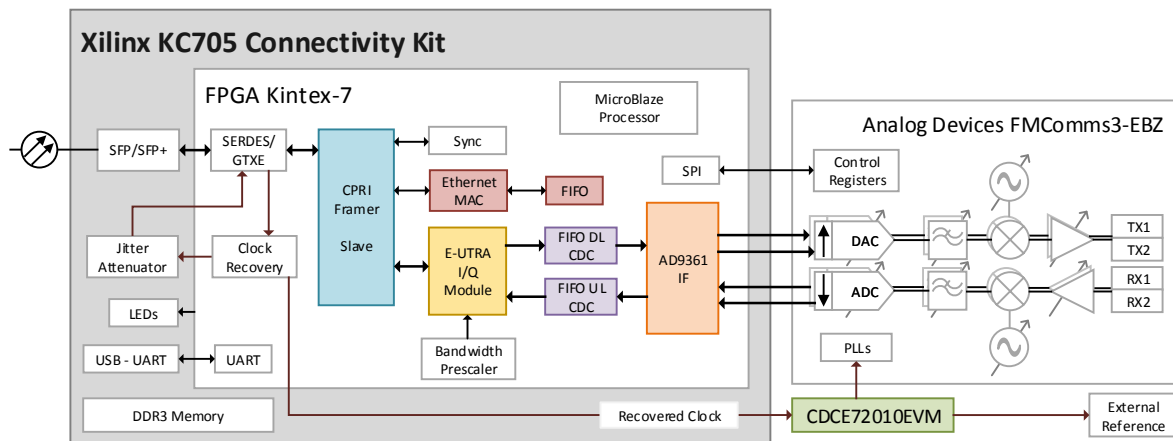 Xilinx KC705 Connectivity Kit
FPGA Kintex-7
MicroBlaze
Processor
Analog Devices FMComms3-EBZ
SFP/SFP+
SERDES/
GTXE
CPRI
Framer
Slave
Sync
Ethernet
MAC
FIFO
SPI
Control
Registers
Jitter
Attenuator
Clock
Recovery
E-UTRA
I/Q
Module
FIFO DL
CDC
FIFO UL
CDC
AD9361
IF
DAC
ADC
TX1
TX2
RX1
RX2
LEDs
USB - UART
UART
Bandwidth
Prescaler
PLLs
DDR3 Memory
Recovered Clock
CDCE72010EVM
External
Reference